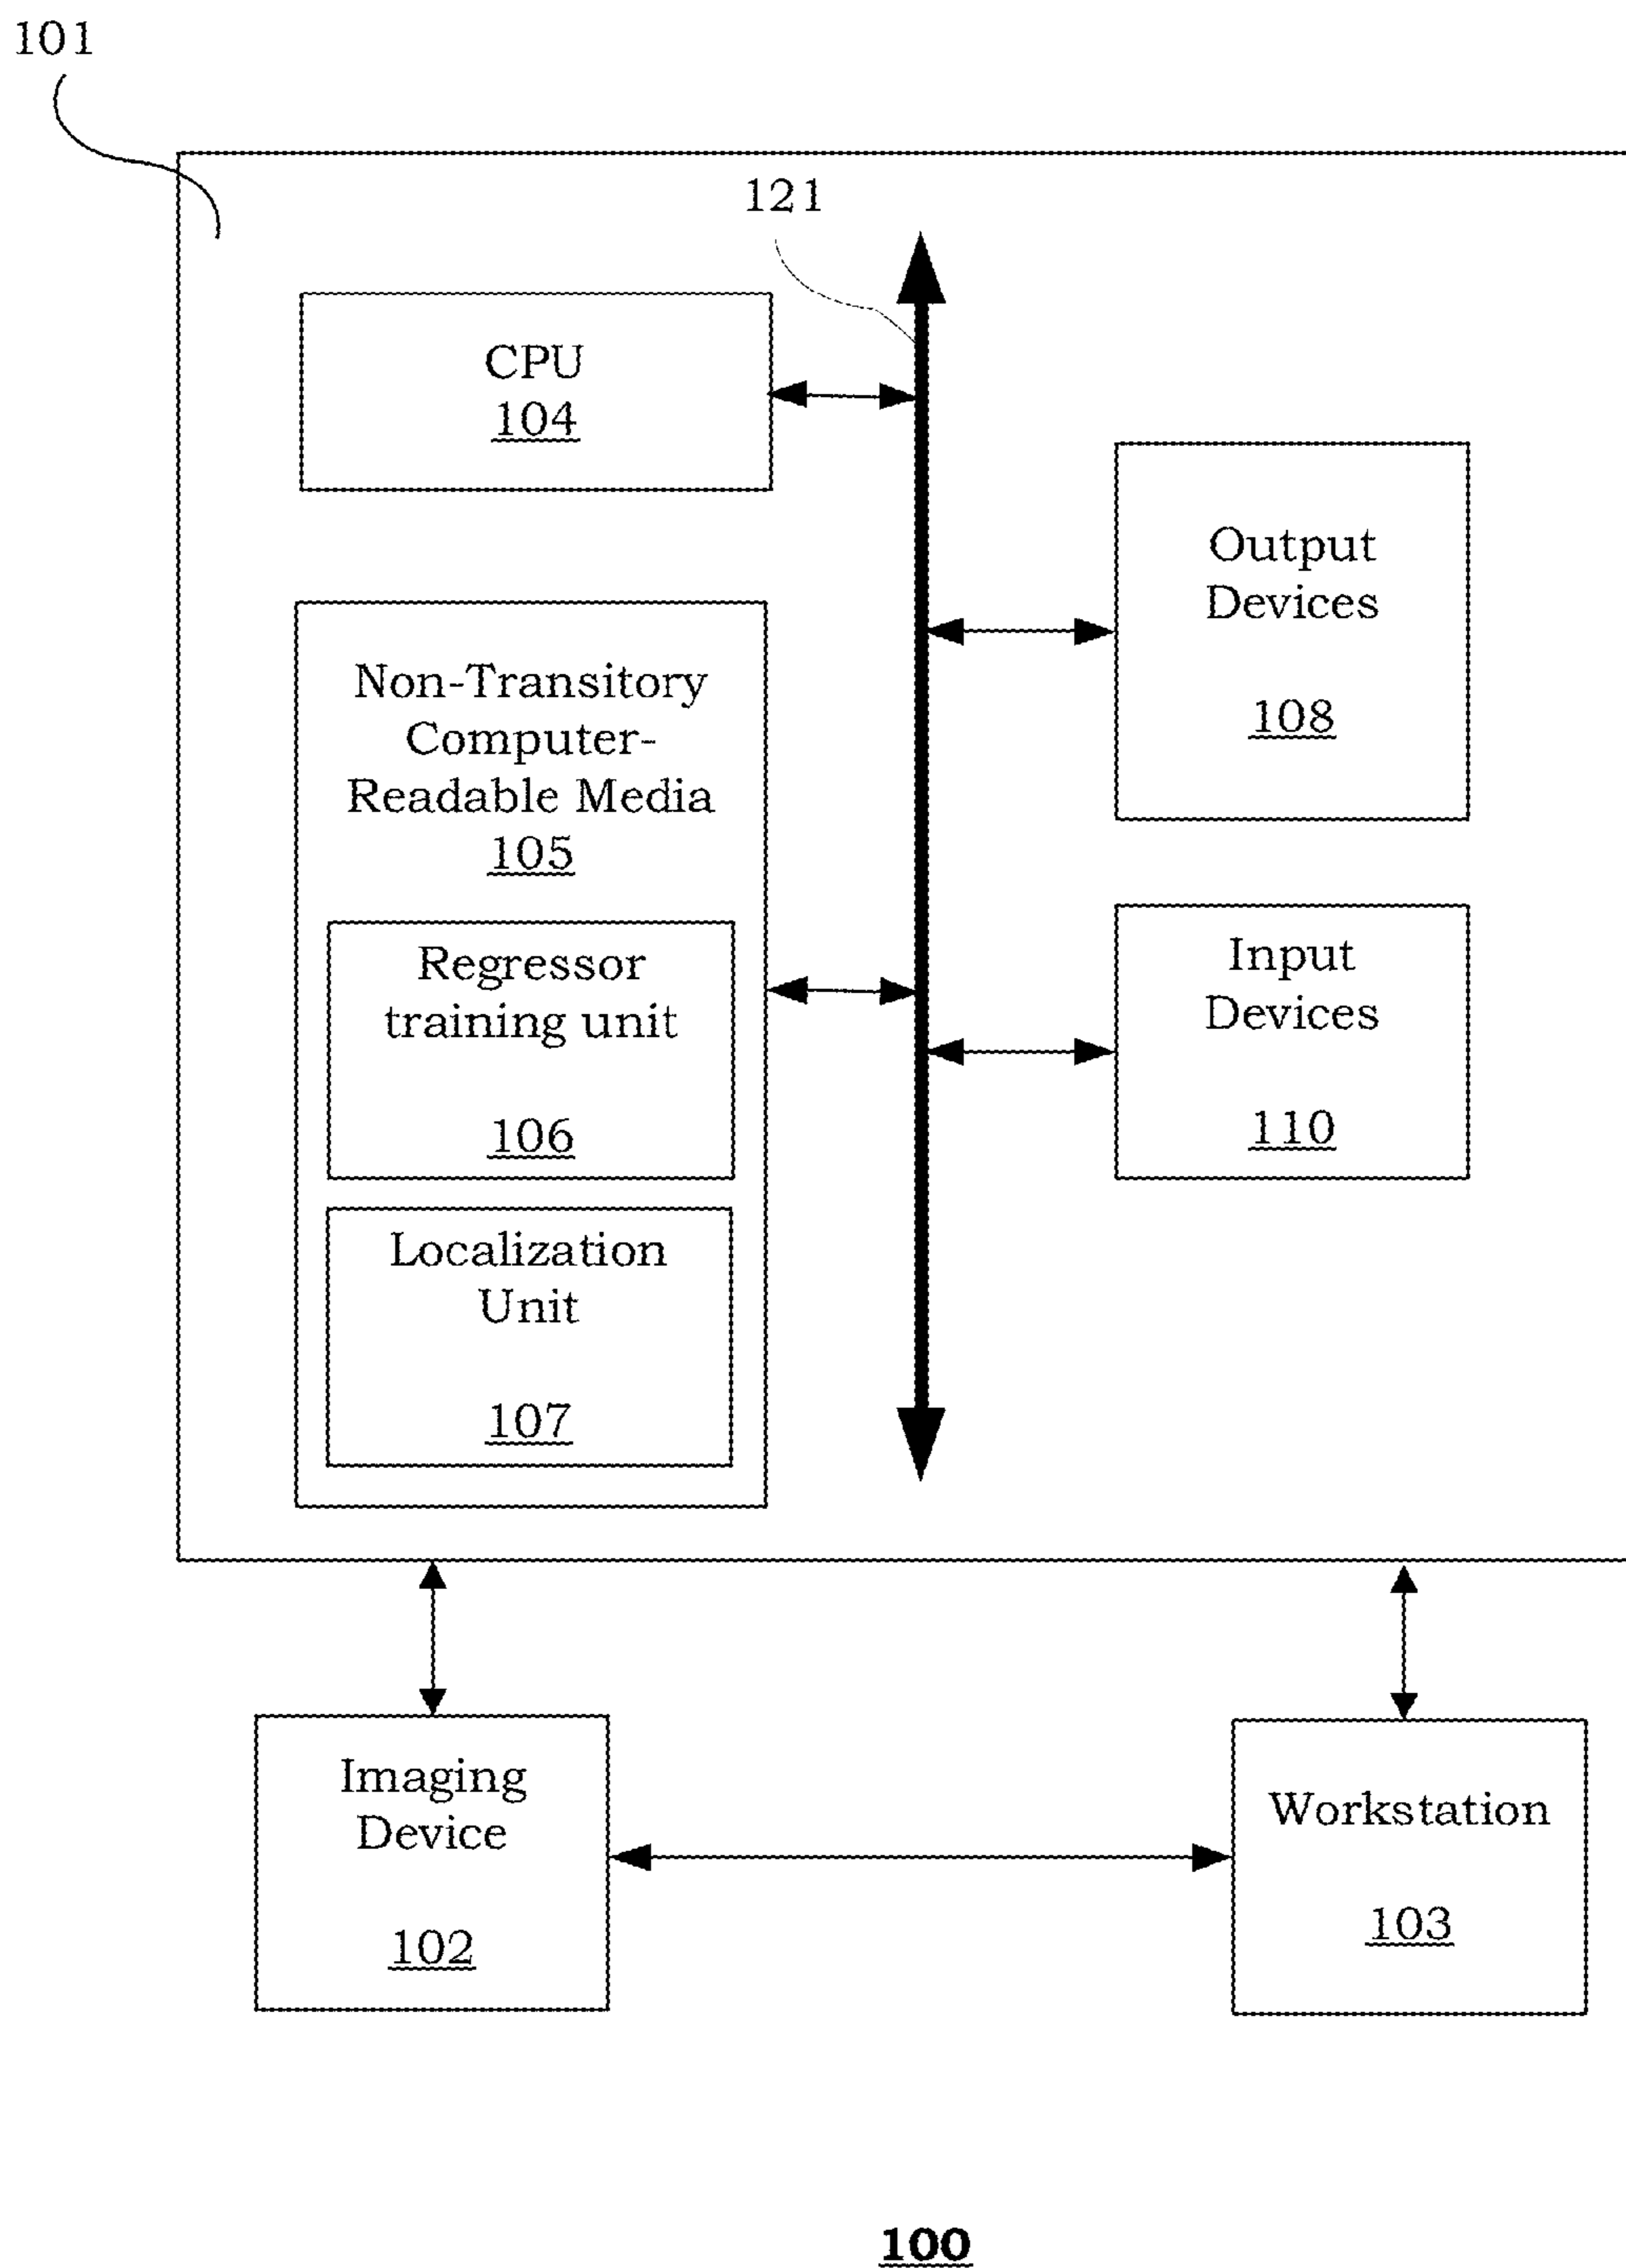 101
121
CPU
104
Output
Devices
108
Non-Transitory
Computer-
Readable Media
105
Regressor
training unit
106
Input
Devices
110
Localization
Unit
107
Imaging
Device
102
Workstation
103
100